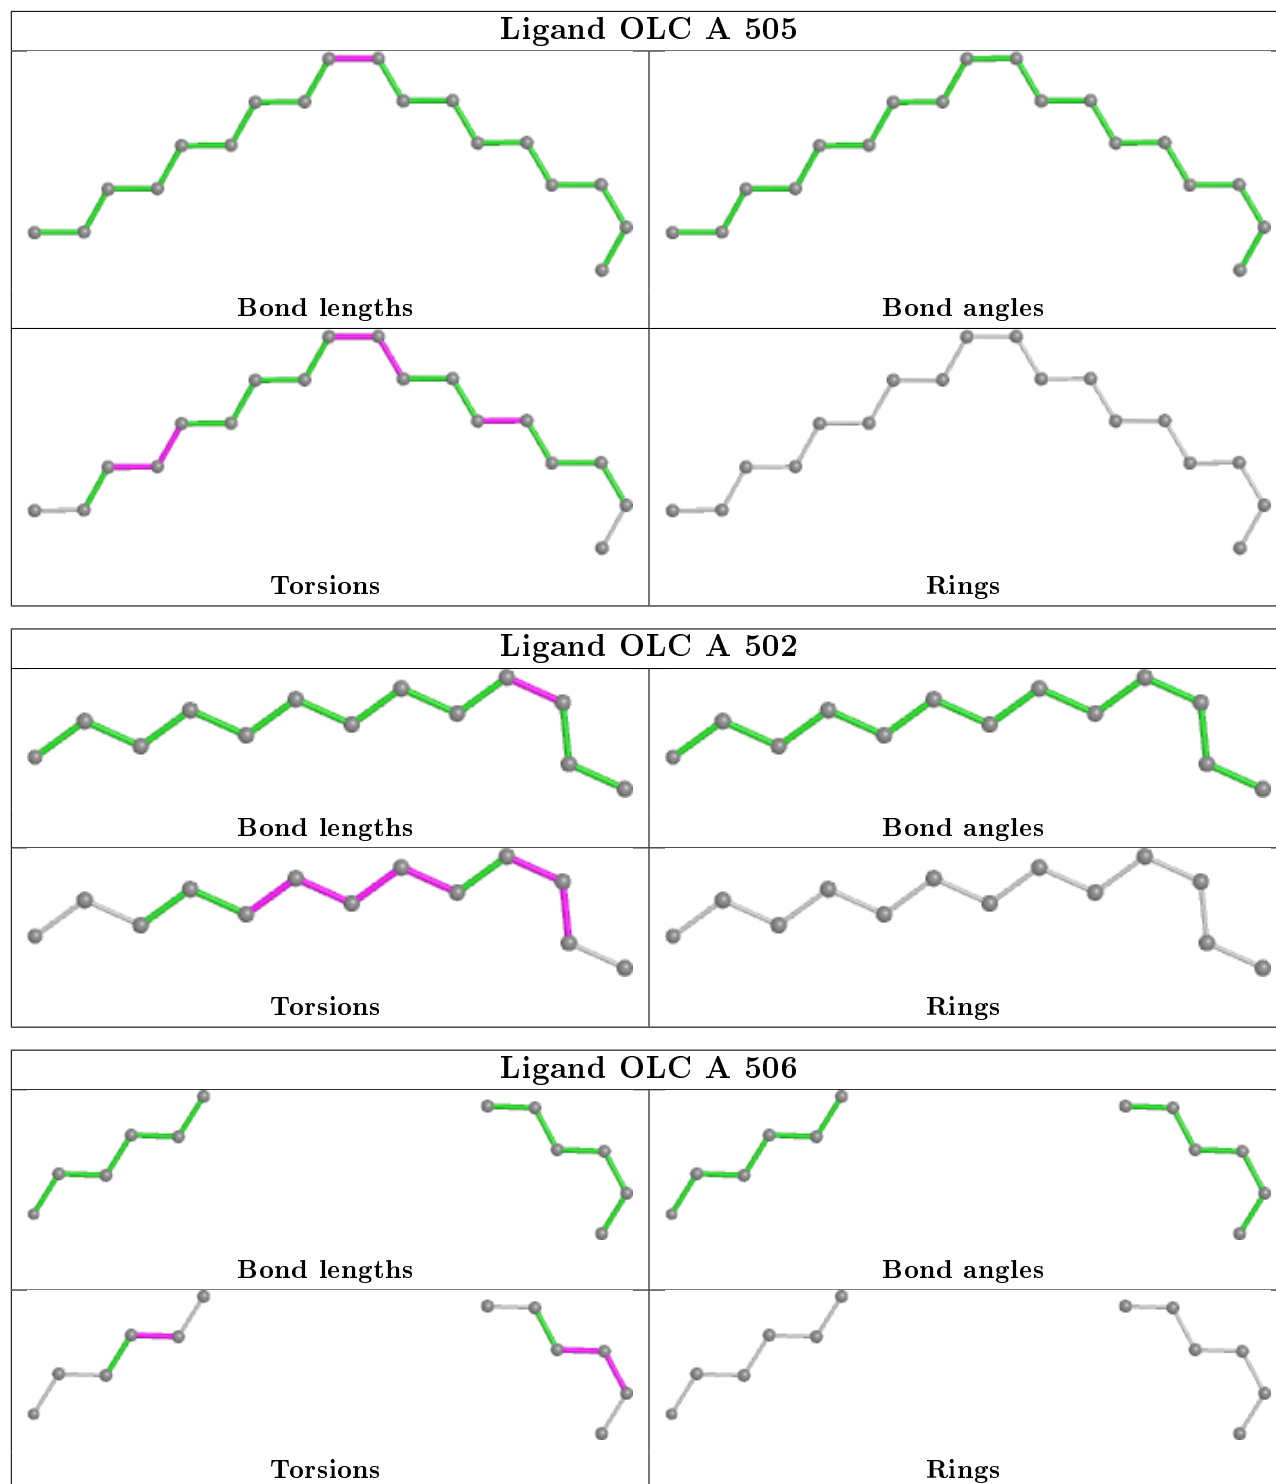 Ligand OLC A 505
Bond lengths
Bond angles
Torsions
Rings
Ligand OLC A 502
Bond lengths
Bond angles
Torsions
Rings
Ligand OLC A 506
Bond lengths
Bond angles
Torsions
Rings